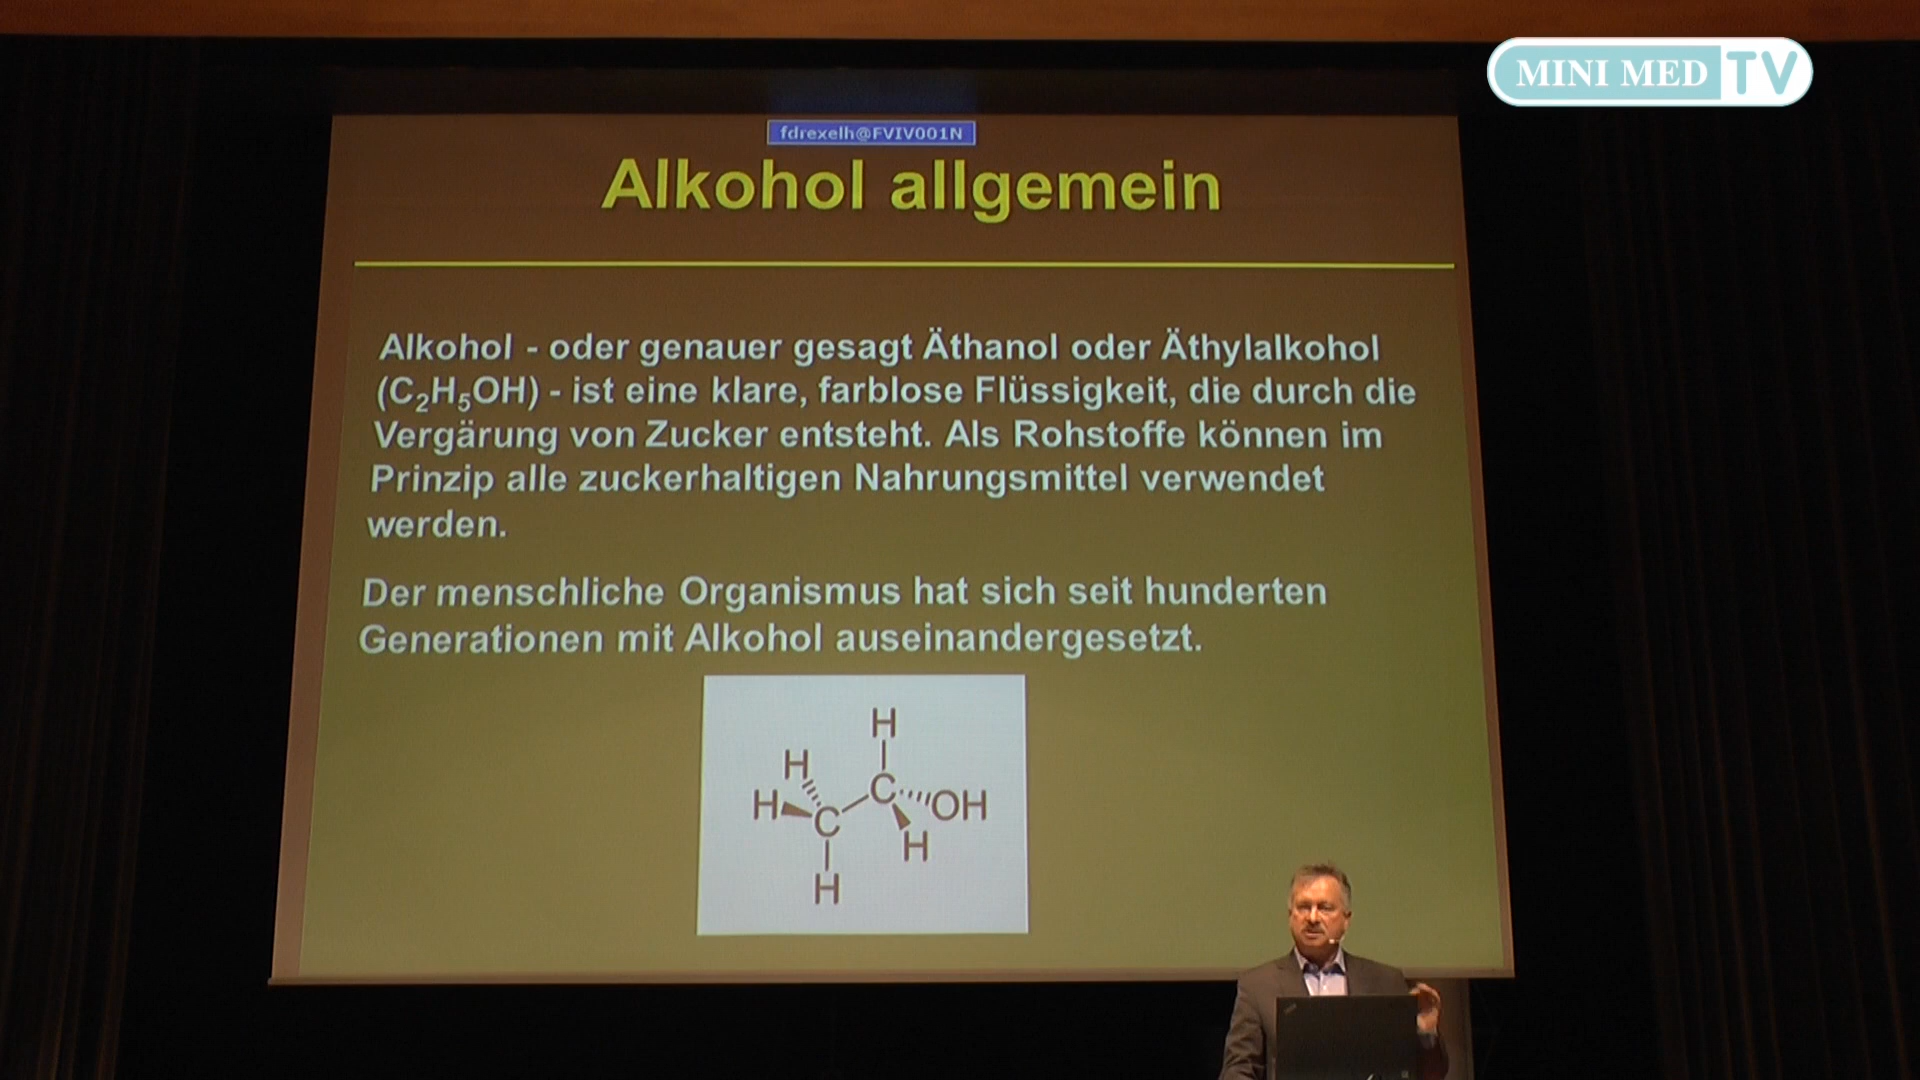 MINI MED TV
fdrexelh@FVIV001N
Alkohol allgemein
Alkohol - oder genauer gesagt Äthanol oder Äthylalkohol
(C₂H₅OH) - ist eine klare, farblose Flüssigkeit, die durch die
Vergärung von Zucker entsteht. Als Rohstoffe können im
Prinzip alle zuckerhaltigen Nahrungsmittel verwendet
werden.
Der menschliche Organismus hat sich seit hunderten
Generationen mit Alkohol auseinandergesetzt.
H
H
H C C OH
H
H